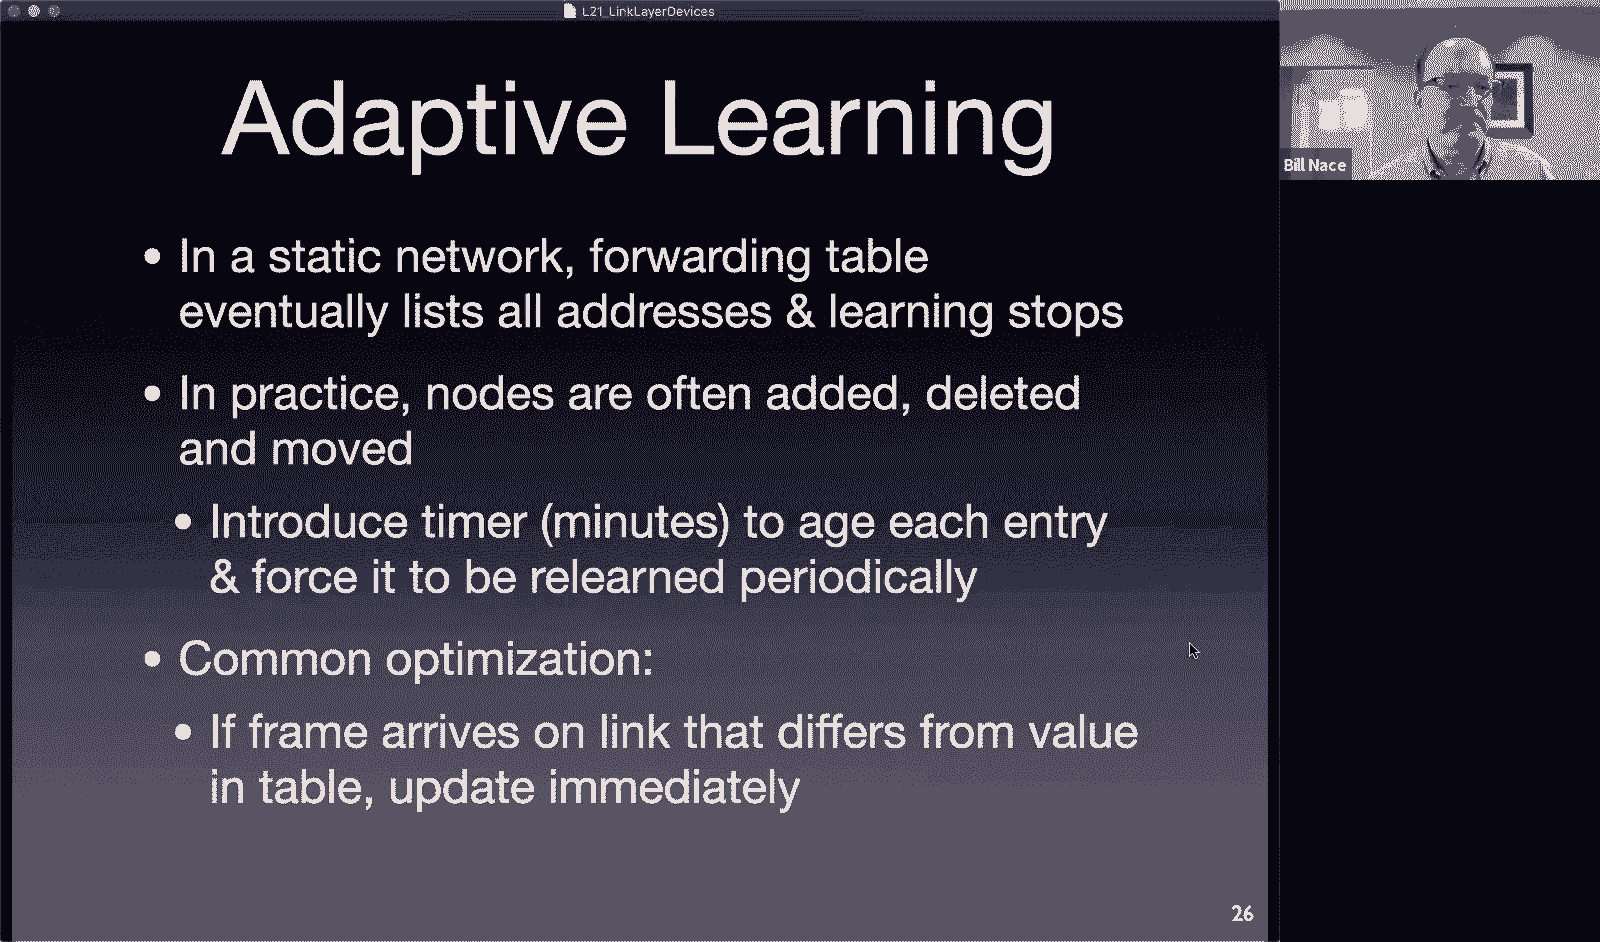 L21_LinkLayerDevices
Adaptive Learning
• In a static network, forwarding table
eventually lists all addresses & learning stops
• In practice, nodes are often added, deleted
and moved
• Introduce timer (minutes) to age each entry
& force it to be relearned periodically
• Common optimization:
• If frame arrives on link that differs from value
in table, update immediately
26
Bill Nace